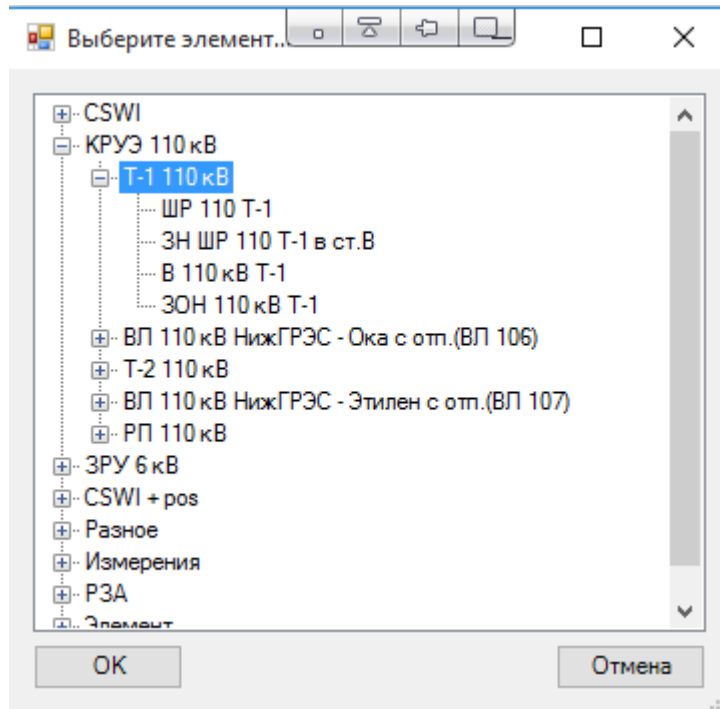 Выберите элемент...
CSWI
КРУЭ 110 кВ
Т-1 110 кВ
ШР 110 Т-1
ЗН ШР 110 Т-1 в ст.В
В 110 кВ Т-1
ЗОН 110 кВ Т-1
ВЛ 110 кВ НижГРЭС - Ока с отп.(ВЛ 106)
Т-2 110 кВ
ВЛ 110 кВ НижГРЭС - Этилен с отп.(ВЛ 107)
РП 110 кВ
ЗРУ 6 кВ
CSWI + pos
Разное
Измерения
РЗА
Элемент
OK Отмена